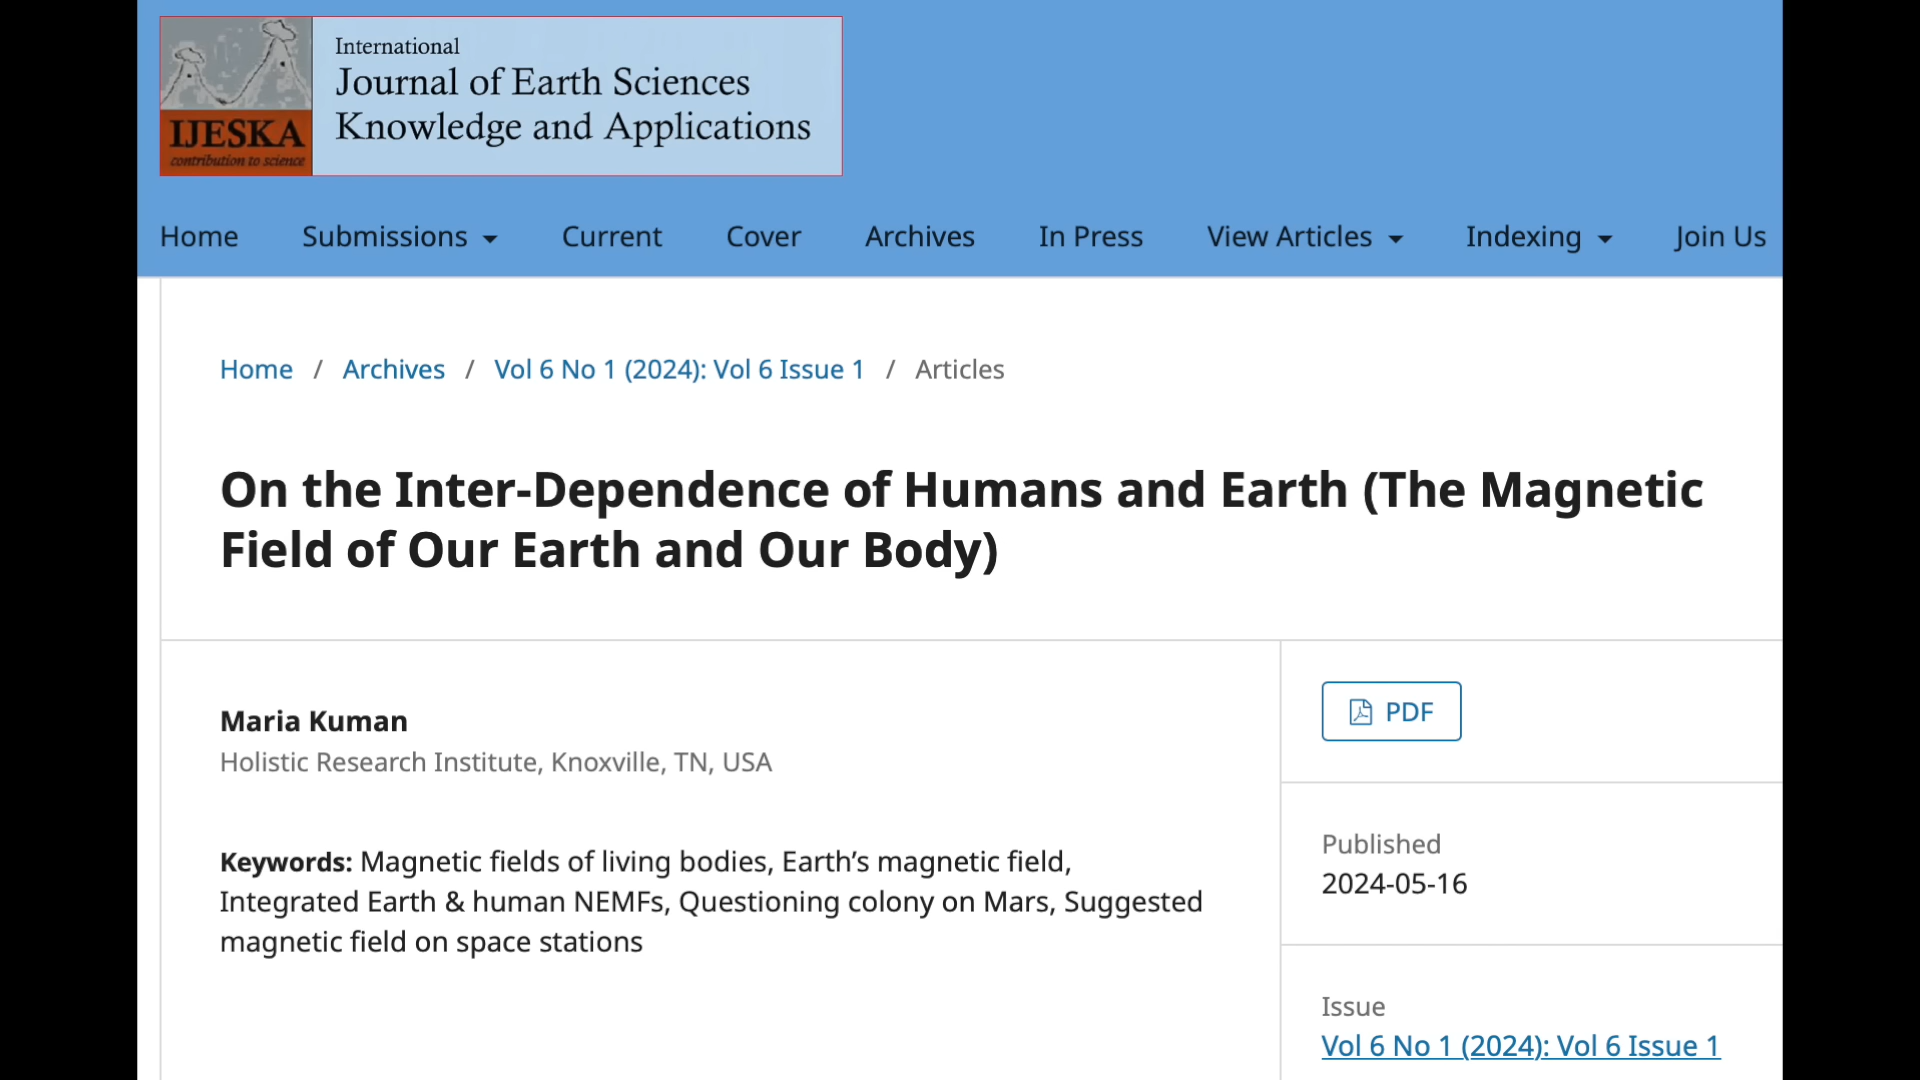 International
Journal of Earth Sciences
Knowledge and Applications
IJESKA
contribution to science
Home Submissions Current Cover Archives In Press View Articles Indexing Join Us
Home / Archives / Vol 6 No 1 (2024): Vol 6 Issue 1 / Articles
On the Inter-Dependence of Humans and Earth (The Magnetic
Field of Our Earth and Our Body)
Maria Kuman
Holistic Research Institute, Knoxville, TN, USA
Keywords: Magnetic fields of living bodies, Earth’s magnetic field,
Integrated Earth & human NEMFs, Questioning colony on Mars, Suggested
magnetic field on space stations
PDF
Published
2024-05-16
Issue
Vol 6 No 1 (2024): Vol 6 Issue 1